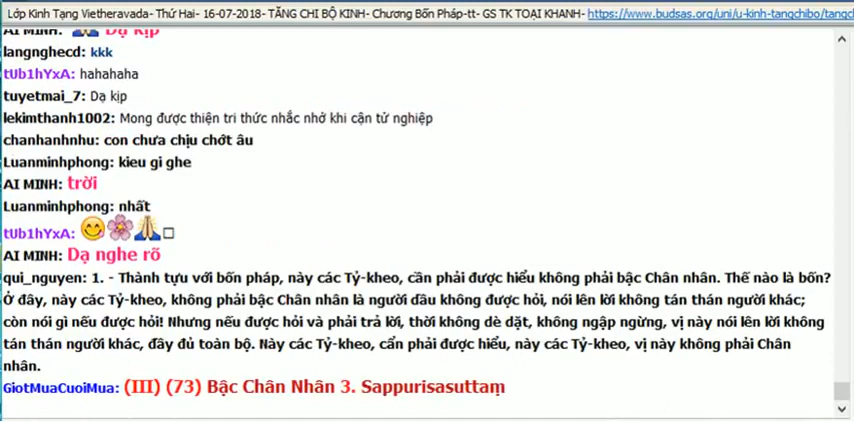 Lớp Kinh Tạng Vietheravada- Thứ Hai- 16-07-2018- TĂNG CHI BỘ KINH- Chương Bốn Pháp-tt- GS TK TOẠI KHANH- https://www.budsas.org/uni/u-kinh-tangchibo/tangc
AI MINH: Dạ kịp
langnghecd: kkk
tUb1hYxA: hahahaha
tuyetmai_7: Dạ kịp
lekimthanh1002: Mong được thiện tri thức nhắc nhở khi cận tử nghiệp
chanhanhnhu: con chưa chịu chớt âu
Luanminhphong: kieu gi ghe
AI MINH: trời
Luanminhphong: nhất
tUb1hYxA:
AI MINH: Dạ nghe rõ
qui_nguyen: 1. - Thành tựu với bốn pháp, này các Tỷ-kheo, cần phải được hiểu không phải bậc Chân nhân. Thế nào là bốn?
Ở đây, này các Tỷ-kheo, không phải bậc Chân nhân là người dầu không được hỏi, nói lên lời không tán thán người khác;
còn nói gì nếu được hỏi! Nhưng nếu được hỏi và phải trả lời, thời không dè dặt, không ngập ngừng, vị này nói lên lời không
tán thán người khác, đầy đủ toàn bộ. Này các Tỷ-kheo, cẩn phải được hiểu, này các Tỷ-kheo, vị này không phải Chân
nhân.
GiotMuaCuoiMua: (III) (73) Bậc Chân Nhân 3. Sappurisasuttaṃ